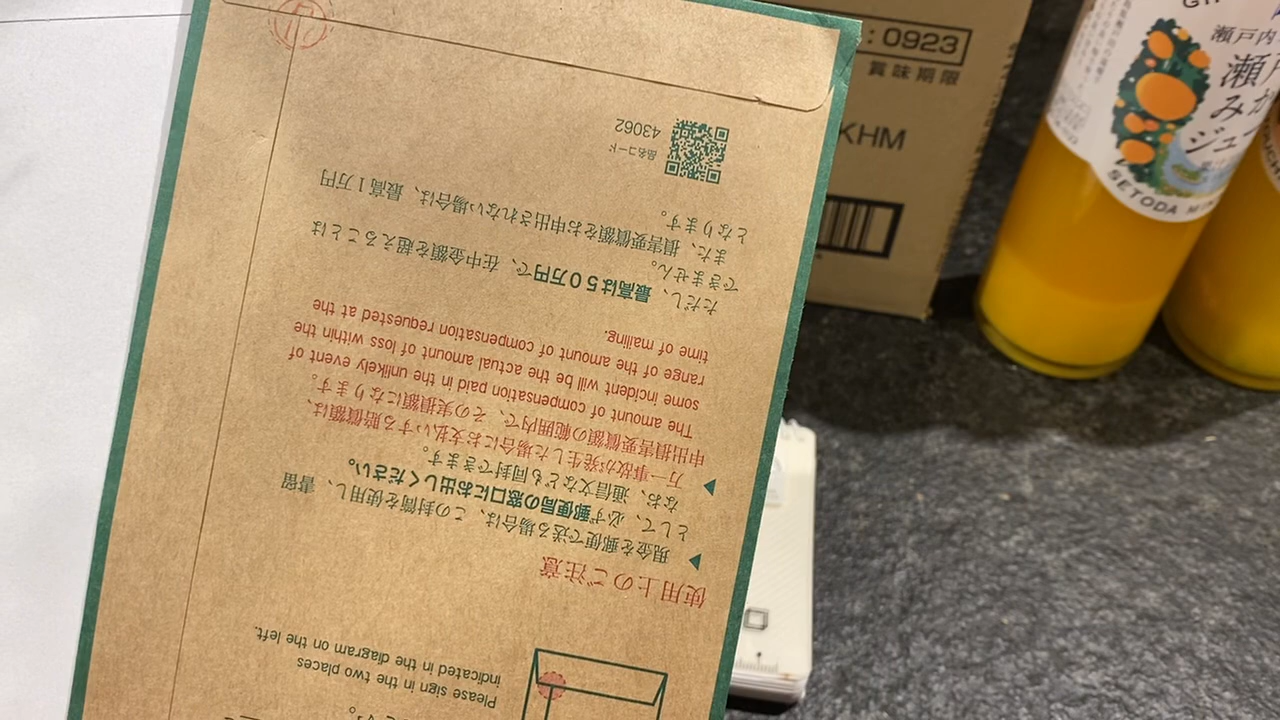 Please sign in the two places
indicated in the diagram on the left.
使用上のご注意
▶ 現金を郵便で送る場合は、この封筒を使用し、書留
として、必ず郵便局の窓口にお出しください。
なお、通信文なども同封できます。
▶ 万一事故が発生した場合にお支払いする賠償額は、
申出損害要償額の範囲内で、その実損額になります。
The amount of compensation paid in the unlikely event of
some incident will be the actual amount of loss within the
range of the amount of compensation requested at the
time of mailing.
ただし、最高は50万円で、在中金額を超えることは
できません。
また、損害要償額をお申出されない場合は、最高1万円
となります。
品名コード
43062
印
: 0923
賞味期限
KHM
瀬戸内
瀬戸
みか
ジュー
SETODA